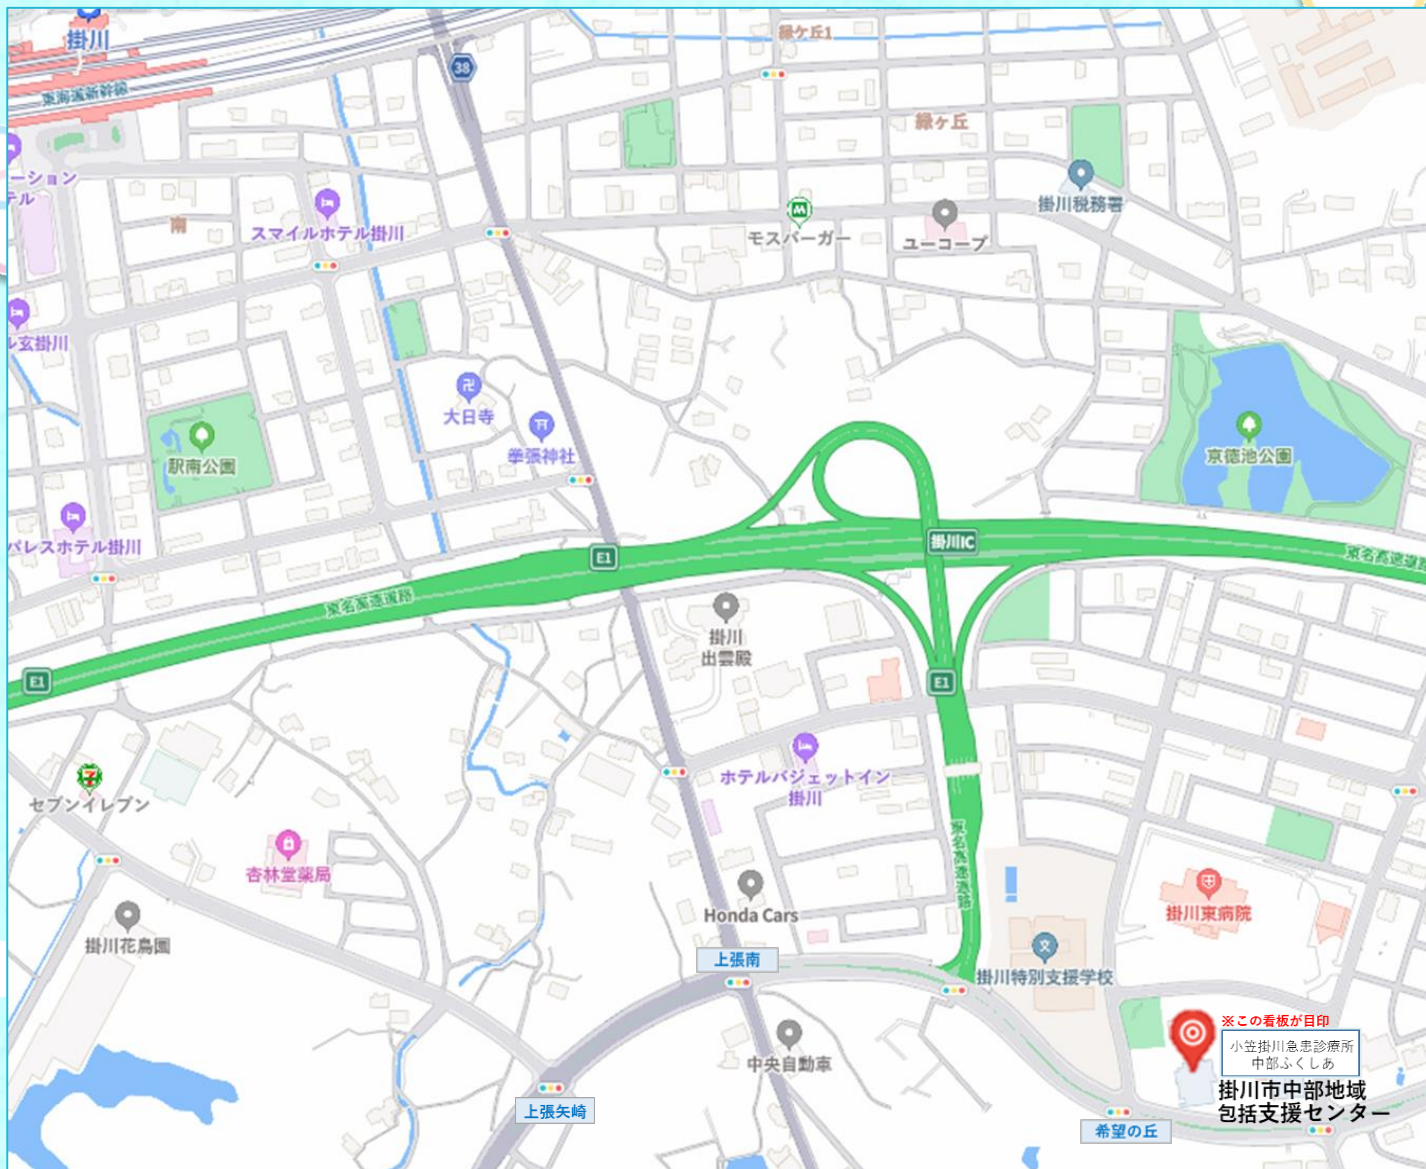 掛川
東海道新幹線
38
緑ケ丘1
緑ヶ丘
ーション
テル
南
スマイルホテル掛川
モスバーガー
ユーコープ
掛川税務署
ル玄掛川
大日寺
駅南公園
京徳池公園
パレスホテル掛川
E1
掛川IC
東名高速道路
東名高速道路
掛川
出雲殿
E1
E1
ホテルバジェットイン
掛川
セブンイレブン
杏林堂薬局
東名高速道路
Honda Cars
掛川東病院
掛川花鳥園
上張南
掛川特別支援学校
※この看板が目印
小笠掛川急患診療所
中部ふくしあ
中央自動車
掛川市中部地域
包括支援センター
上張矢崎
希望の丘